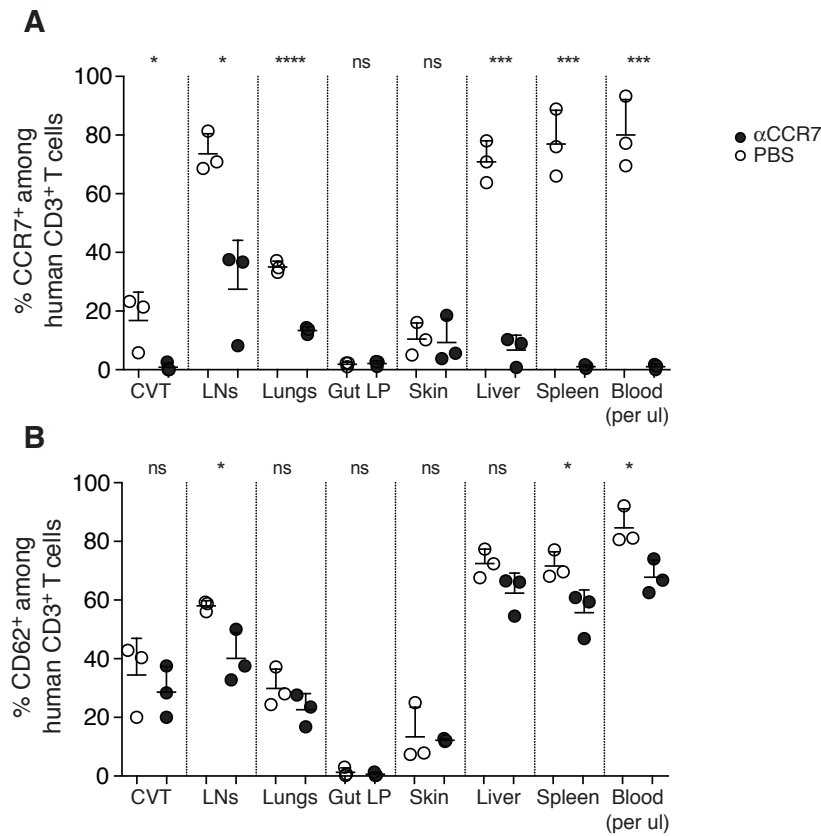 A
* * **** ns ns *** *** ***
% CCR7+ among
human CD3+ T cells
100
80
60
40
20
0
CVT LNs Lungs Gut LP Skin Liver Spleen Blood
(per ul)
αCCR7
PBS
B
ns * ns ns ns ns * *
% CD62+ among
human CD3+ T cells
100
80
60
40
20
0
CVT LNs Lungs Gut LP Skin Liver Spleen Blood
(per ul)